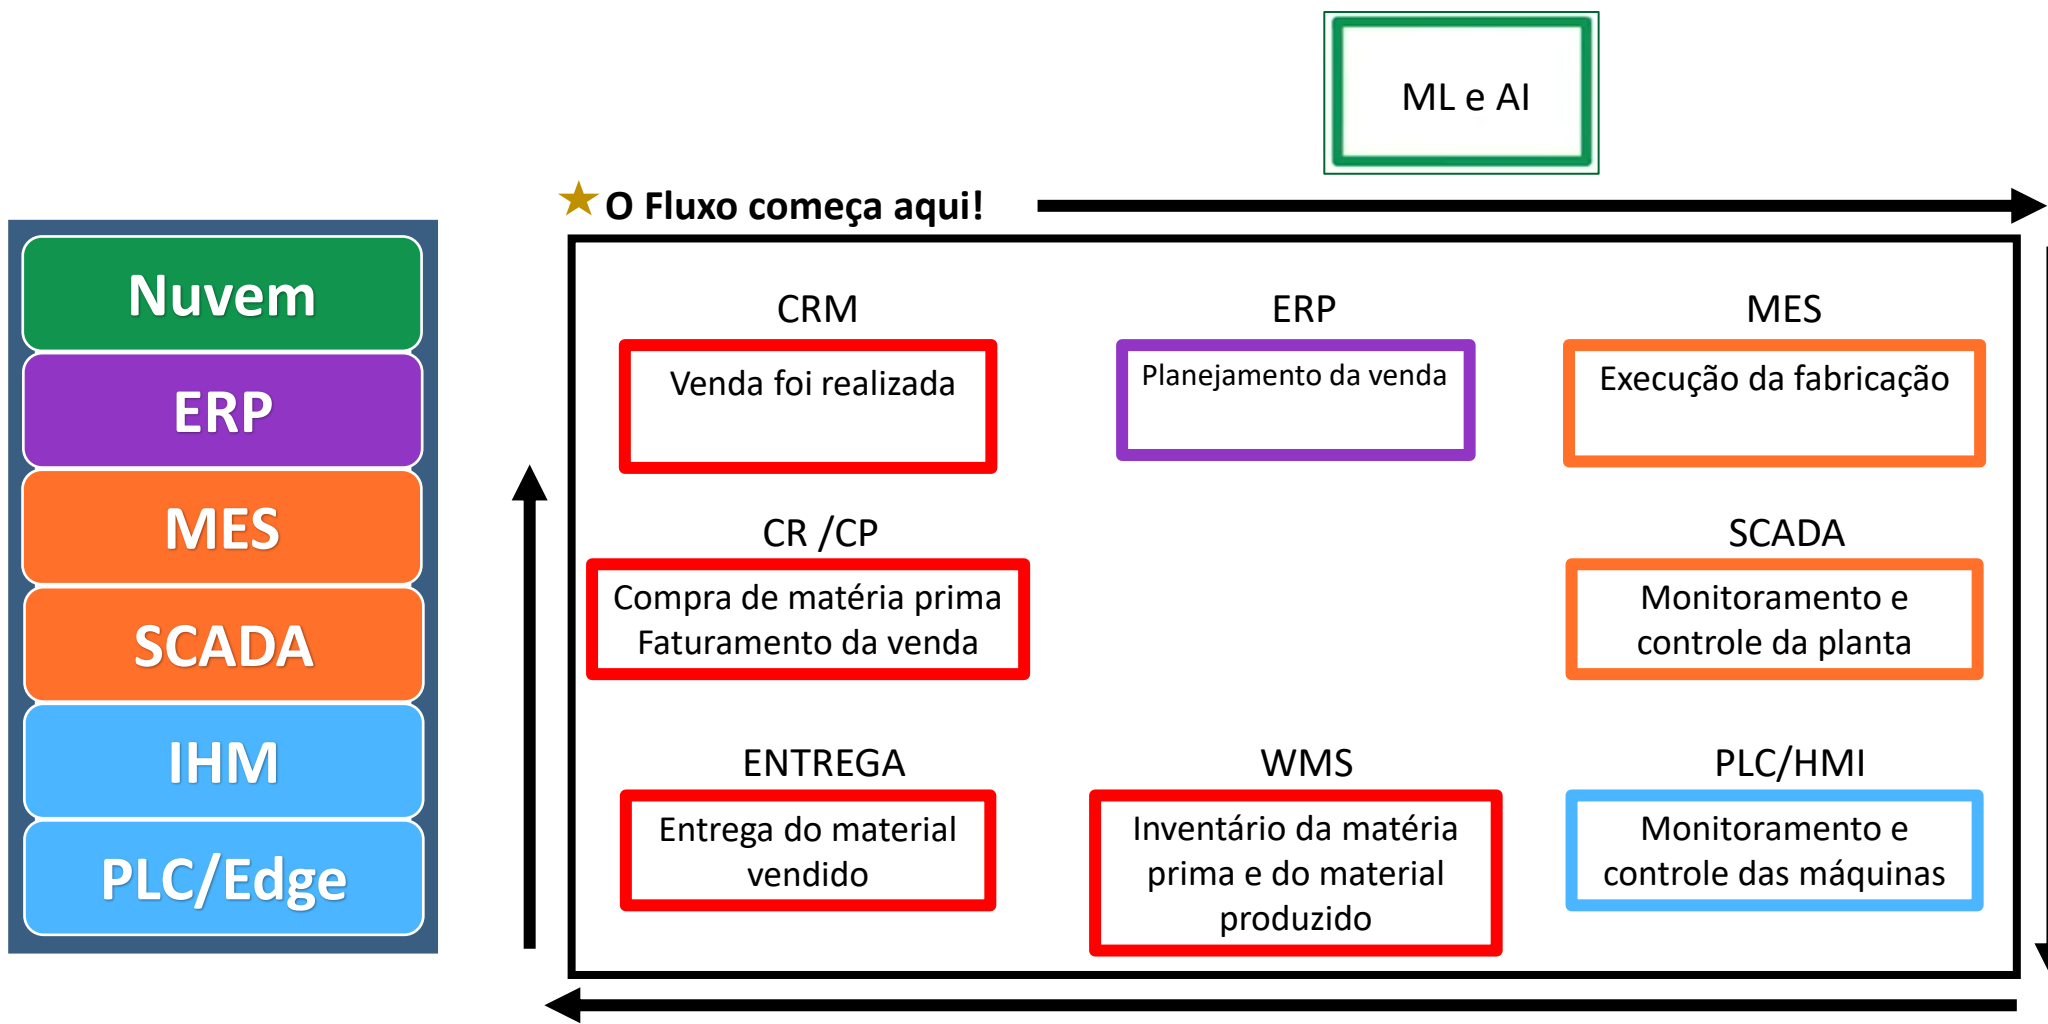 ML e AI
O Fluxo começa aqui!
Nuvem
ERP
MES
SCADA
IHM
PLC/Edge
CRM
Venda foi realizada
ERP
Planejamento da venda
MES
Execução da fabricação
CR /CP
Compra de matéria prima
Faturamento da venda
SCADA
Monitoramento e
controle da planta
ENTREGA
Entrega do material
vendido
WMS
Inventário da matéria
prima e do material
produzido
PLC/HMI
Monitoramento e
controle das máquinas